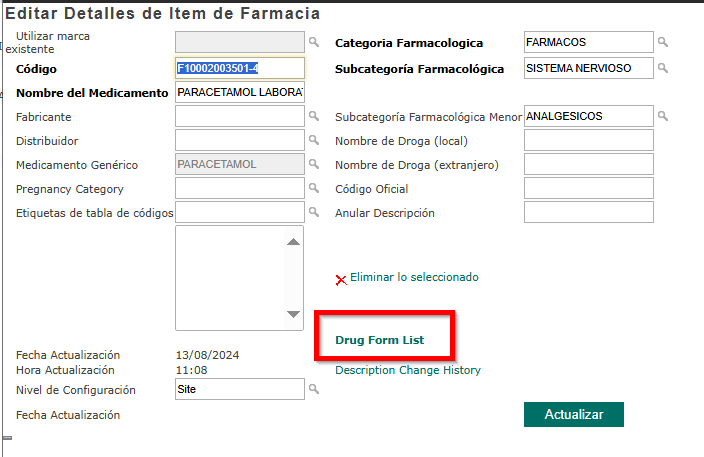 Editar Detalles de Item de Farmacia
Utilizar marca existente
Categoria Farmacologica FARMACOS
Código F10002003501-4 Subcategoría Farmacológica SISTEMA NERVIOSO
Nombre del Medicamento PARACETAMOL LABORAT
Fabricante Subcategoría Farmacológica Menor ANALGESICOS
Distribuidor Nombre de Droga (local)
Medicamento Genérico PARACETAMOL Nombre de Droga (extranjero)
Pregnancy Category Código Oficial
Etiquetas de tabla de códigos Anular Descripción
Eliminar lo seleccionado
Drug Form List
Fecha Actualización 13/08/2024
Hora Actualización 11:08 Description Change History
Nivel de Configuración Site
Fecha Actualización Actualizar